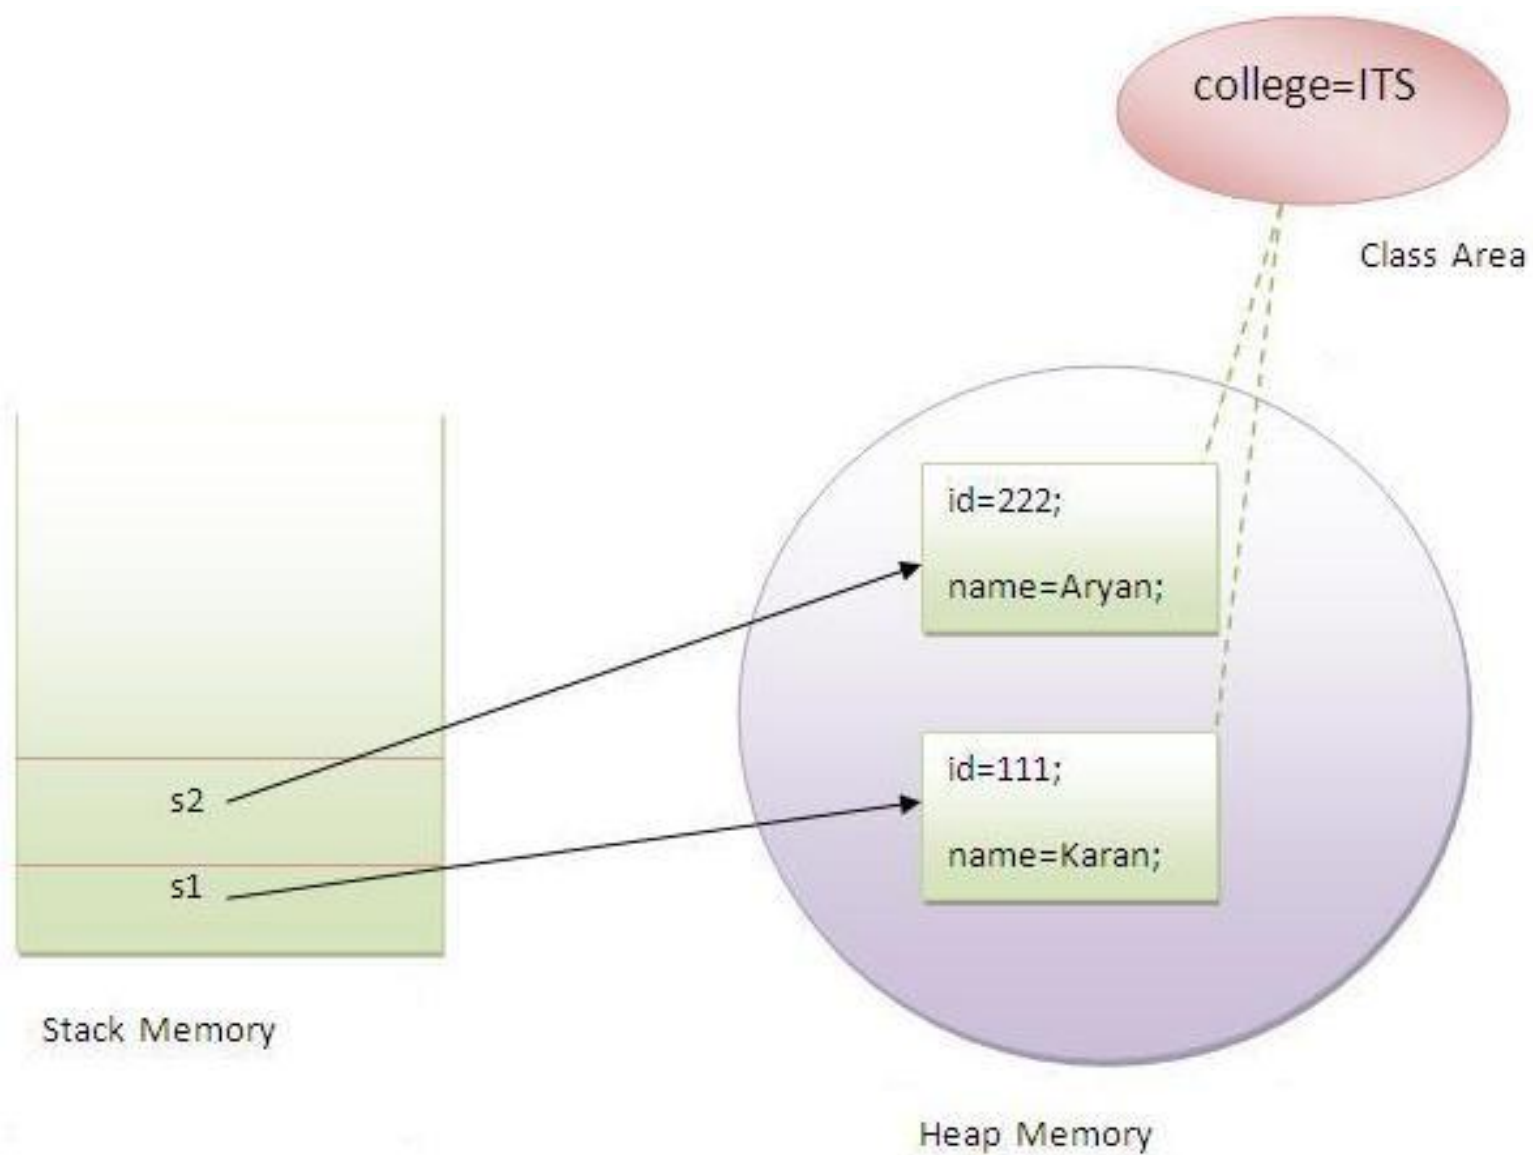 college=ITS
Class Area
id=222;
name=Aryan;
s2
id=111;
name=Karan;
s1
Stack Memory
Heap Memory